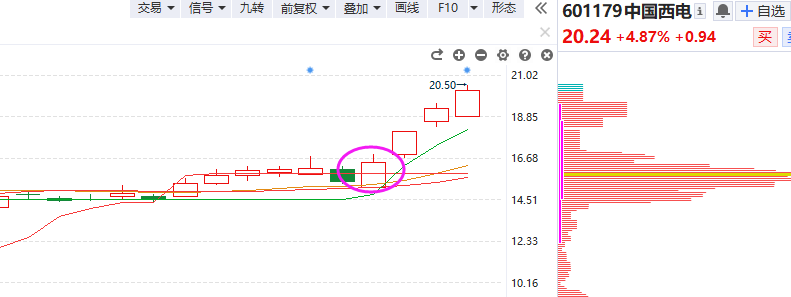 交易 信号 九转 前复权 叠加 画线 F10 形态
601179 中国西电
自选
20.24 +4.87% +0.94
买
20.50
21.02
18.85
16.68
14.51
12.33
10.16